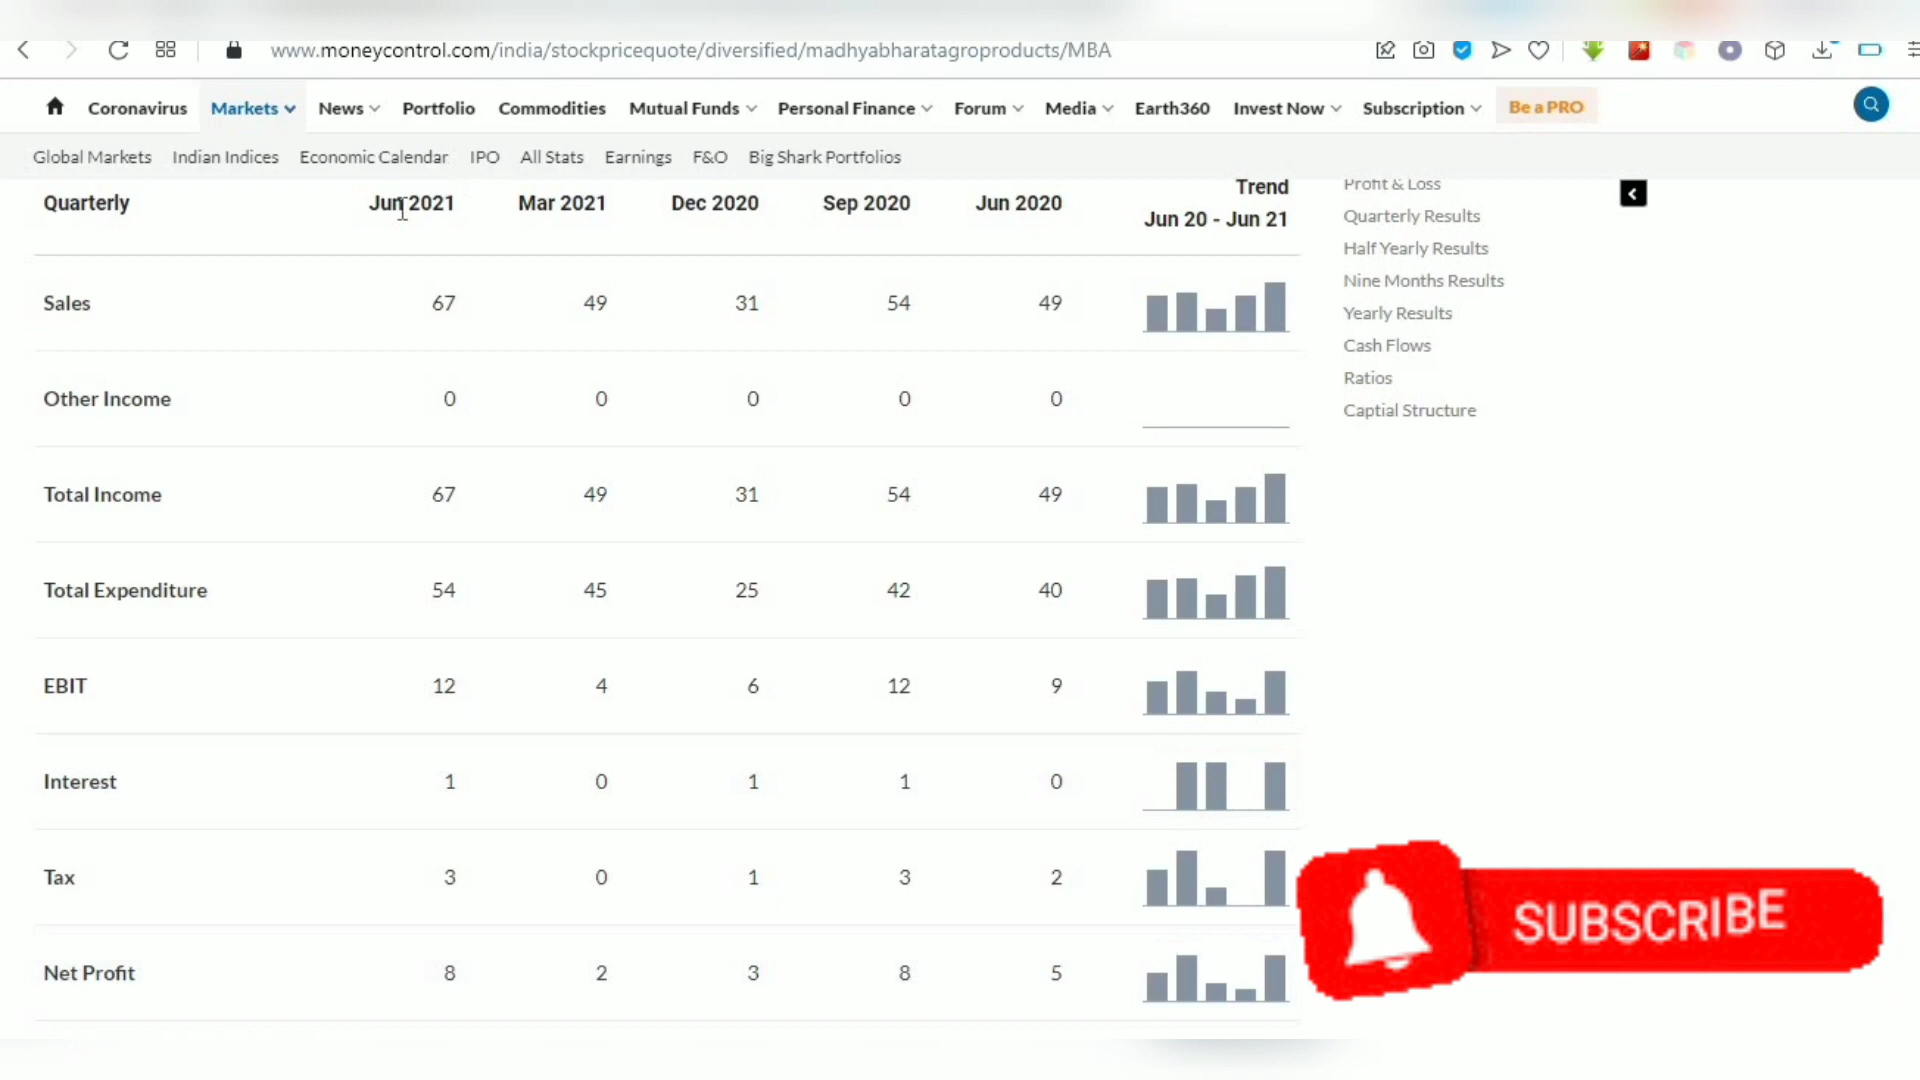 www.moneycontrol.com/india/stockpricequote/diversified/madhyabharatagroproducts/MBA
Coronavirus Markets News Portfolio Commodities Mutual Funds Personal Finance Forum Media Earth360 Invest Now Subscription Be a PRO
Global Markets Indian Indices Economic Calendar IPO All Stats Earnings F&O Big Shark Portfolios
Quarterly Jun 2021 Mar 2021 Dec 2020 Sep 2020 Jun 2020 Trend
Jun 20 - Jun 21
Sales 67 49 31 54 49
Other Income 0 0 0 0 0
Total Income 67 49 31 54 49
Total Expenditure 54 45 25 42 40
EBIT 12 4 6 12 9
Interest 1 0 1 1 0
Tax 3 0 1 3 2
Net Profit 8 2 3 8 5
Profit & Loss
Quarterly Results
Half Yearly Results
Nine Months Results
Yearly Results
Cash Flows
Ratios
Captial Structure
SUBSCRIBE